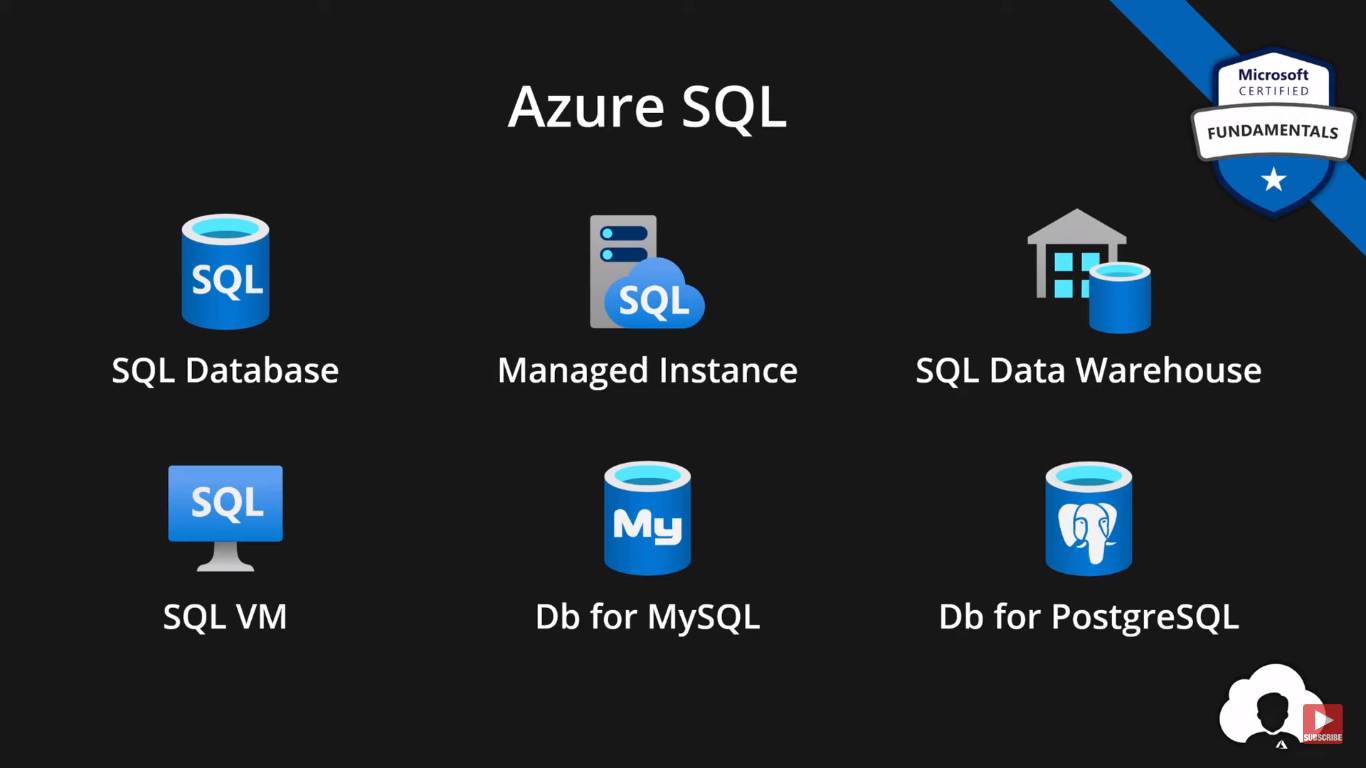 Azure SQL
Microsoft
CERTIFIED
FUNDAMENTALS
SQL
SQL
SQL Database
Managed Instance
SQL Data Warehouse
SQL
My
SQL VM
Db for MySQL
Db for PostgreSQL
SUBSCRIBE